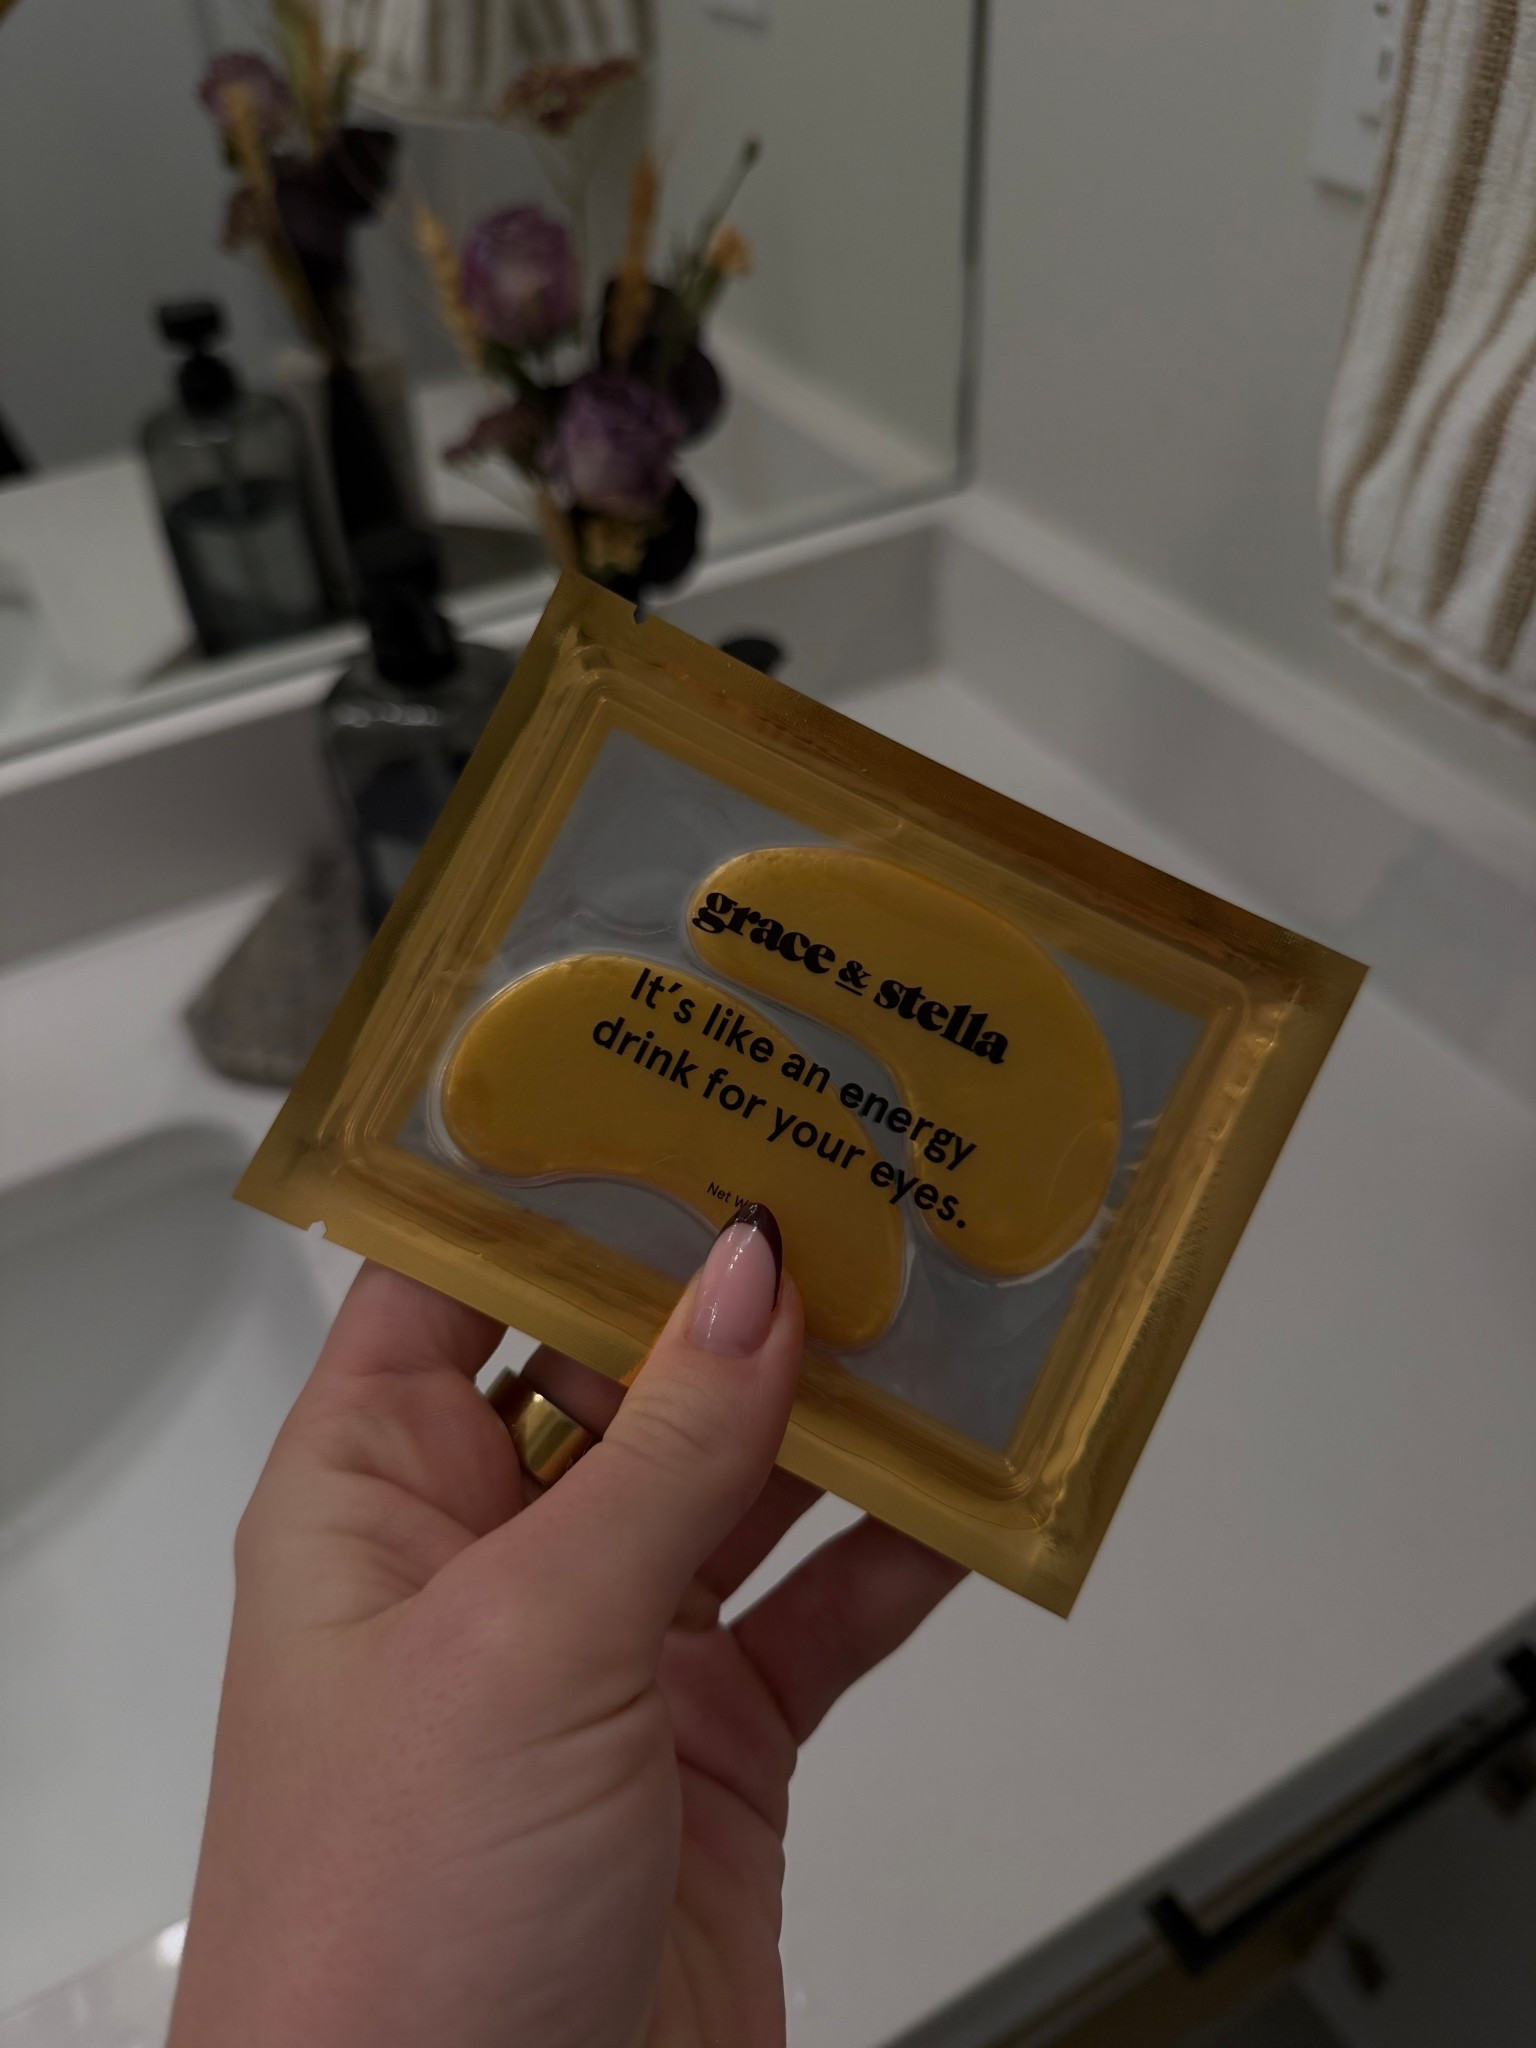 grace & stella
It's like an energy
drink for your eyes.
Net